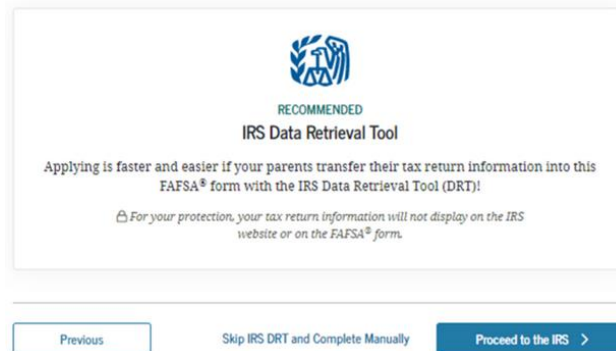 RECOMMENDED
IRS Data Retrieval Tool
Applying is faster and easier if your parents transfer their tax return information into this
FAFSA® form with the IRS Data Retrieval Tool (DRT)!
For your protection, your tax return information will not display on the IRS
website or on the FAFSA® form.
Previous
Skip IRS DRT and Complete Manually
Proceed to the IRS